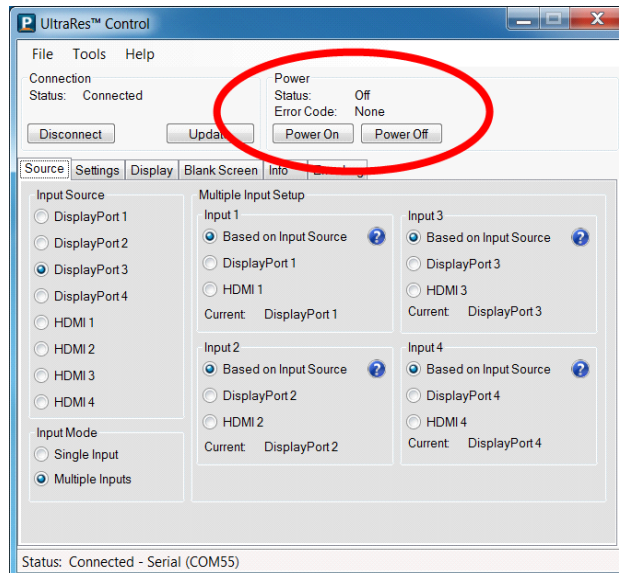 UltraRes™ Control
File Tools Help
Connection
Status: Connected
Disconnect
Power
Status: Off
Error Code: None
Power On Power Off
Source Settings Display Blank Screen Info
Input Source
DisplayPort 1
DisplayPort 2
DisplayPort 3
DisplayPort 4
HDMI 1
HDMI 2
HDMI 3
HDMI 4
Input Mode
Single Input
Multiple Inputs
Multiple Input Setup
Input 1
Based on Input Source
DisplayPort 1
HDMI 1
Current: DisplayPort 1
Input 2
Based on Input Source
DisplayPort 2
HDMI 2
Current: DisplayPort 2
Input 3
Based on Input Source
DisplayPort 3
HDMI 3
Current: DisplayPort 3
Input 4
Based on Input Source
DisplayPort 4
HDMI 4
Current: DisplayPort 4
Status: Connected - Serial (COM55)